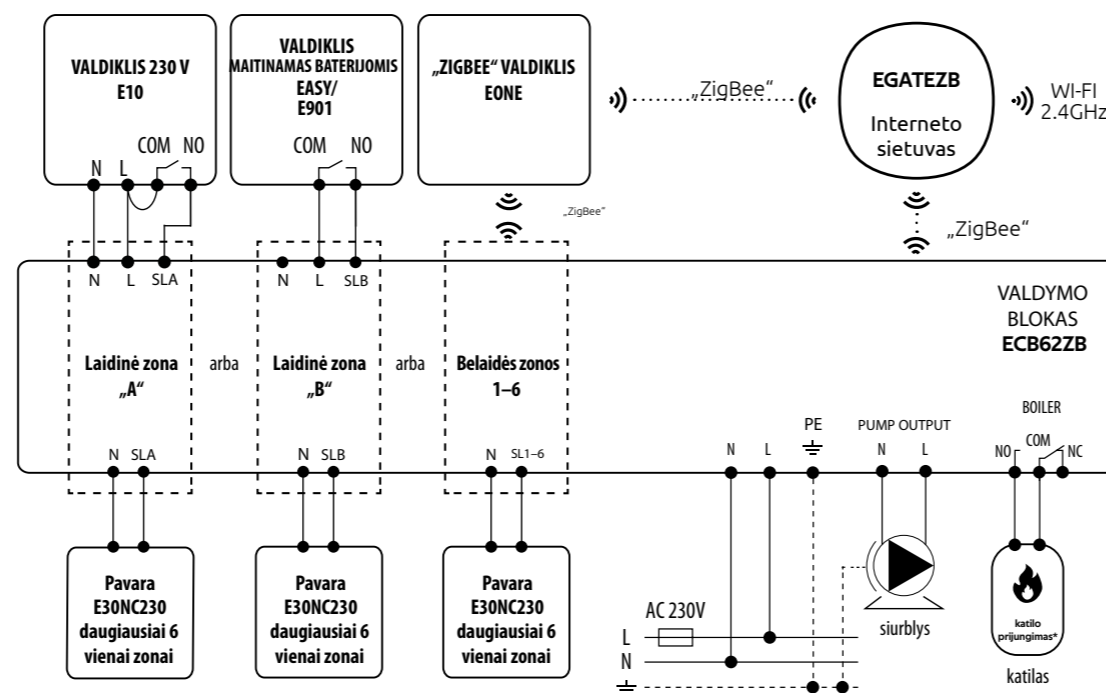 VALDIKLIS 230 V
E10
COM NO
N L
VALDIKLIS
MAITINAMAS BATERIJOMIS
EASY/
E901
COM NO
„ZIGBEE“ VALDIKLIS
EONE
„ZigBee“
EGATEZB
Interneto
sietuvas
WI-FI
2.4GHz
„ZigBee“
„ZigBee“
N L SLA
N L SLB
Laidinė zona
„A“
arba
Laidinė zona
„B“
arba
Belaidės zonos
1–6
VALDYMO
BLOKAS
ECB62ZB
N SLA
N SLB
N SL1–6
N L
PE
PUMP OUTPUT
N L
BOILER
COM
NO NC
Pavara
E30NC230
daugiausiai 6
vienai zonai
Pavara
E30NC230
daugiausiai 6
vienai zonai
Pavara
E30NC230
daugiausiai 6
vienai zonai
AC 230V
L
N
siurblys
katilo
prijungimas*
katilas